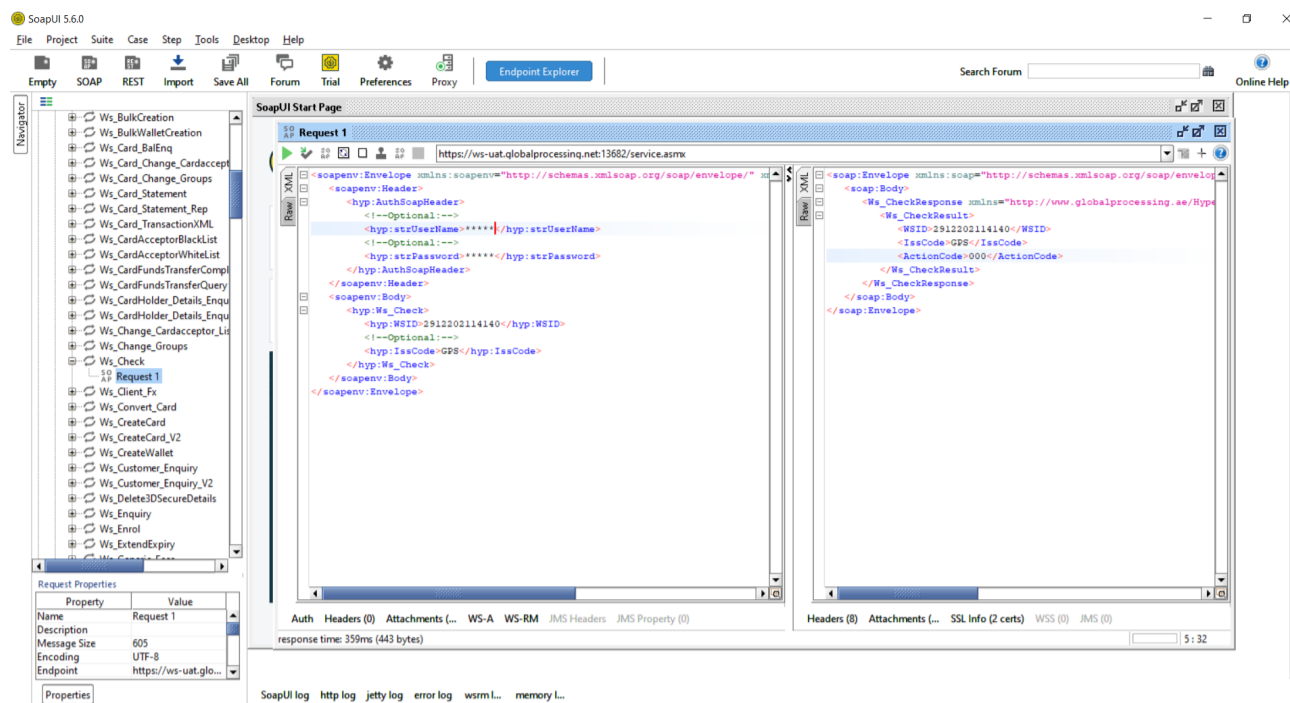 SoapUI 5.6.0
File Project Suite Case Step Tools Desktop Help
Empty SOAP REST Import Save All Forum Trial Preferences Proxy Endpoint Explorer Search Forum Online Help
Navigator
Ws_BulkCreation
Ws_BulkWalletCreation
Ws_Card_BalEnq
Ws_Card_Change_Cardaccept
Ws_Card_Change_Groups
Ws_Card_Statement
Ws_Card_Statement_Rep
Ws_Card_TransactionXML
Ws_CardAcceptorBlackList
Ws_CardAcceptorWhiteList
Ws_CardFundsTransferCompl
Ws_CardFundsTransferQuery
Ws_CardHolder_Details_Enqu
Ws_CardHolder_Details_Enqu
Ws_Change_Cardacceptor_Lis
Ws_Change_Groups
Ws_Check
SOAP Request 1
Ws_Client_Fx
Ws_Convert_Card
Ws_CreateCard
Ws_CreateCard_V2
Ws_CreateWallet
Ws_Customer_Enquiry
Ws_Customer_Enquiry_V2
Ws_Delete3DSecureDetails
Ws_Enquiry
Ws_Enrol
Ws_ExtendExpiry
Request Properties
Property Value
Name Request 1
Description
Message Size 605
Encoding UTF-8
Endpoint https://ws-uat.glo...
Properties
SoapUI Start Page
SOAP Request 1
https://ws-uat.globalprocessing.net:13682/service.asmx
XML
Raw
<soapenv:Envelope xmlns:soapenv="http://schemas.xmlsoap.org/soap/envelope/" xm
<soapenv:Header>
<hyp:AuthSoapHeader>
<!--Optional:-->
<hyp:strUserName>*****</hyp:strUserName>
<!--Optional:-->
<hyp:strPassword>*****</hyp:strPassword>
</hyp:AuthSoapHeader>
</soapenv:Header>
<soapenv:Body>
<hyp:Ws_Check>
<hyp:WSID>2912202114140</hyp:WSID>
<!--Optional:-->
<hyp:IssCode>GPS</hyp:IssCode>
</hyp:Ws_Check>
</soapenv:Body>
</soapenv:Envelope>
XML
Raw
<soap:Envelope xmlns:soap="http://schemas.xmlsoap.org/soap/envelop
<soap:Body>
<Ws_CheckResponse xmlns="http://www.globalprocessing.ae/Hype
<Ws_CheckResult>
<WSID>2912202114140</WSID>
<IssCode>GPS</IssCode>
<ActionCode>000</ActionCode>
</Ws_CheckResult>
</Ws_CheckResponse>
</soap:Body>
</soap:Envelope>
Auth Headers (0) Attachments (... WS-A WS-RM JMS Headers JMS Property (0)
Headers (8) Attachments (... SSL Info (2 certs) WSS (0) JMS (0)
response time: 359ms (443 bytes)
5 : 32
SoapUI log http log jetty log error log wsrm l... memory l...